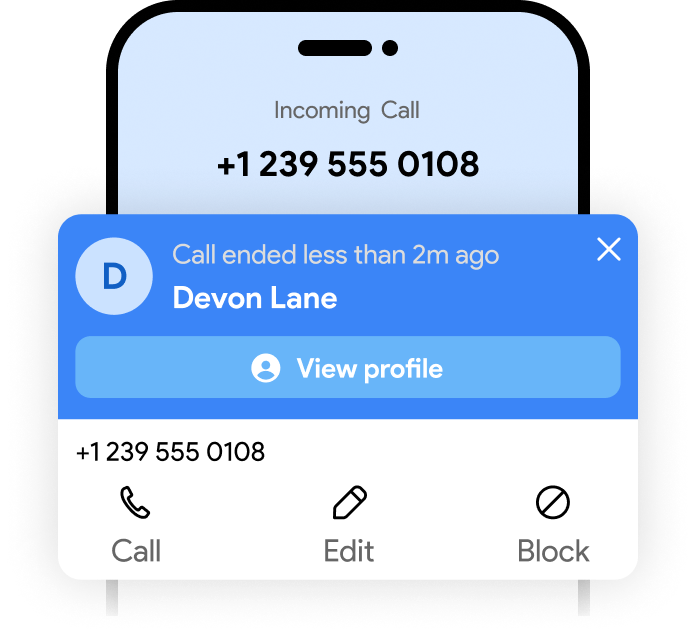 Incoming Call
+1 239 555 0108
D
Call ended less than 2m ago
Devon Lane
View profile
+1 239 555 0108
Call
Edit
Block